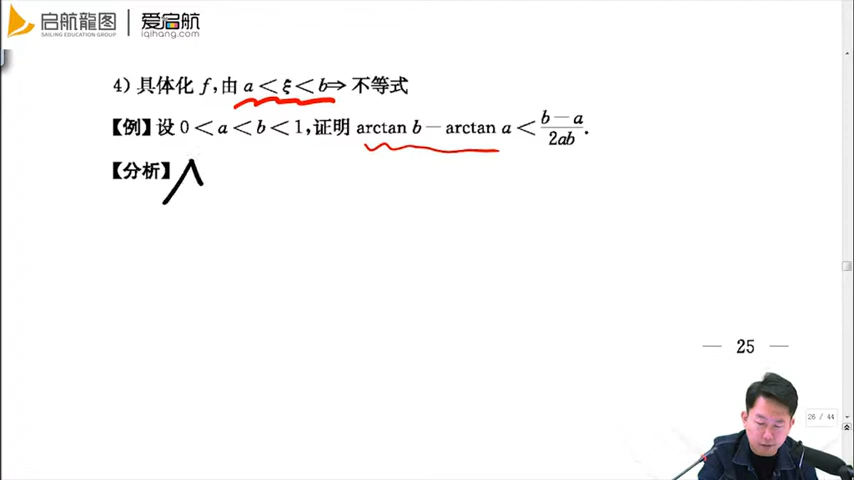 启航龍图 爱启航
SAILING EDUCATION GROUP iqihang.com
4) 具体化 f,由 a<ξ<b⇒不等式
【例】设 0<a<b<1,证明 arctan b−arctan a<\frac{b−a}{2ab}.
【分析】
— 25 —
26 / 44